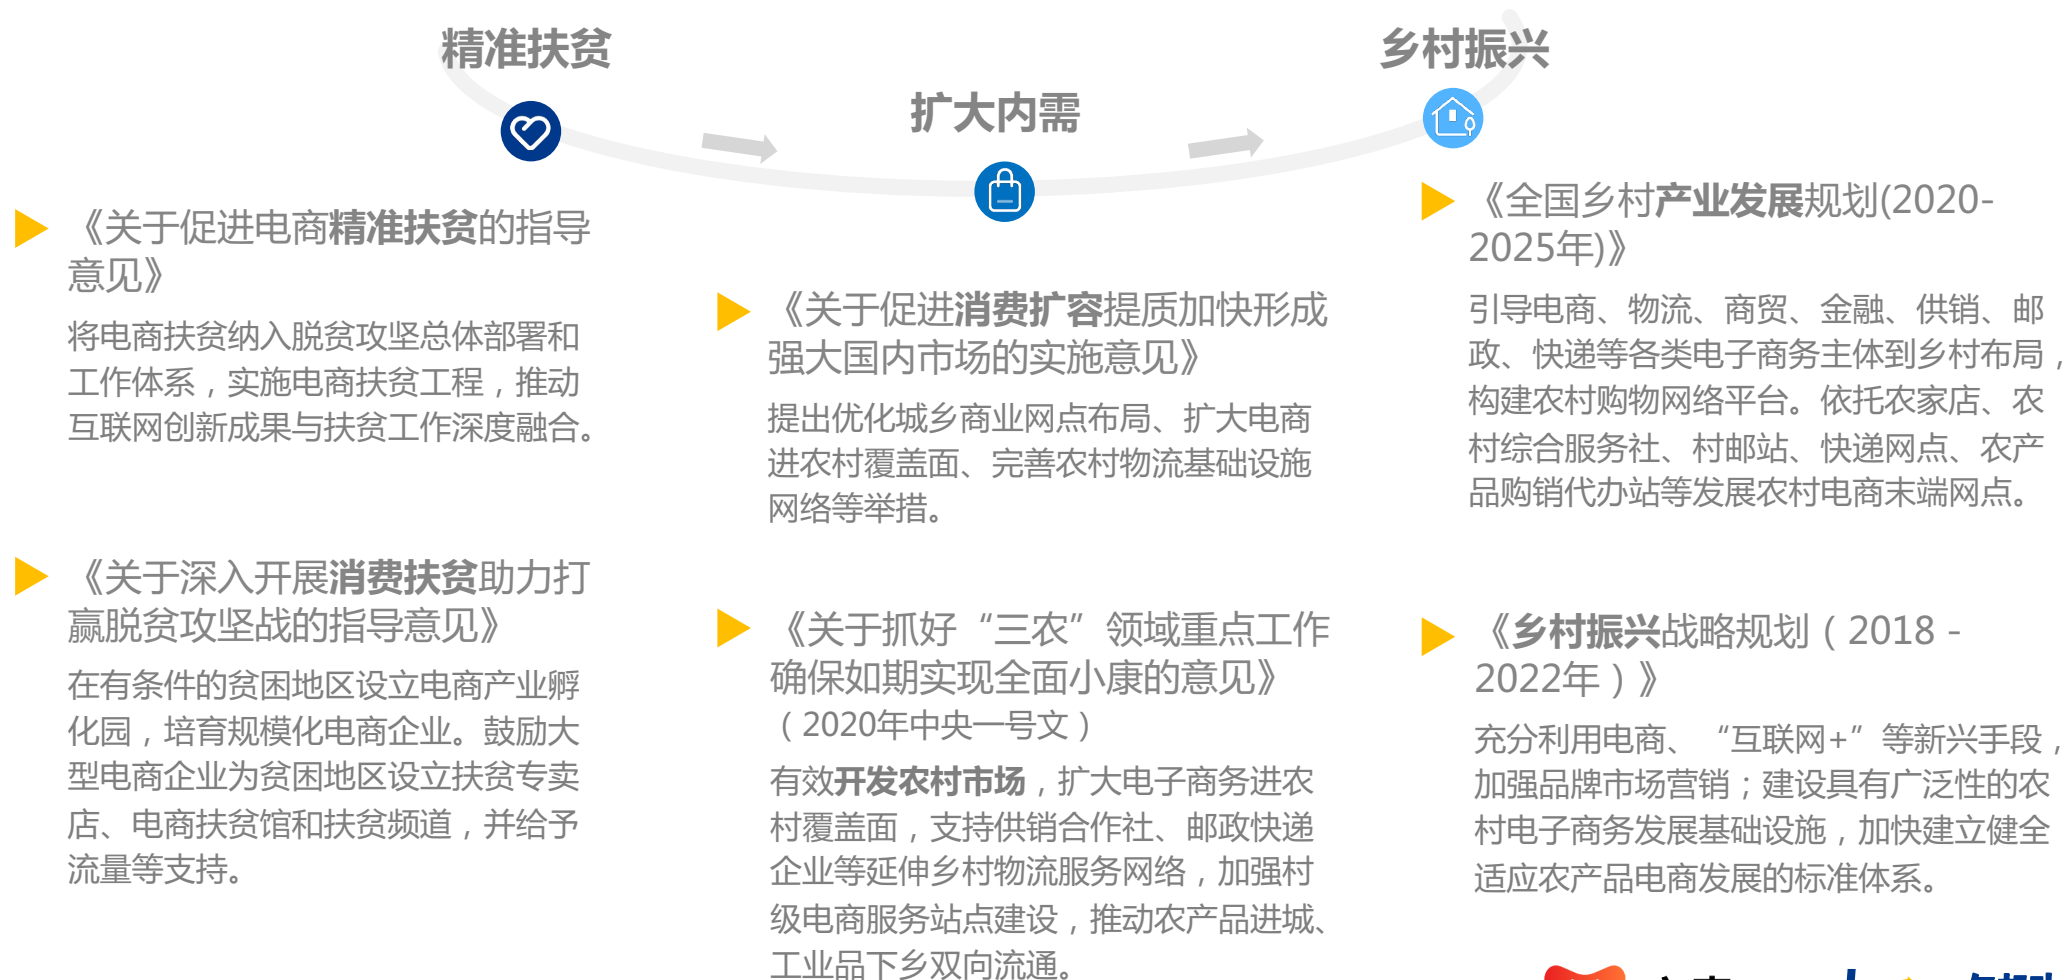 精准扶贫
扩大内需
乡村振兴
《关于促进电商精准扶贫的指导
意见》
将电商扶贫纳入脱贫攻坚总体部署和
工作体系，实施电商扶贫工程，推动
互联网创新成果与扶贫工作深度融合。
《关于深入开展消费扶贫助力打
赢脱贫攻坚战的指导意见》
在有条件的贫困地区设立电商产业孵
化园，培育规模化电商企业。鼓励大
型电商企业为贫困地区设立扶贫专卖
店、电商扶贫馆和扶贫频道，并给予
流量等支持。
《关于促进消费扩容提质加快形成
强大国内市场的实施意见》
提出优化城乡商业网点布局、扩大电商
进农村覆盖面、完善农村物流基础设施
网络等举措。
《关于抓好“三农”领域重点工作
确保如期实现全面小康的意见》
（2020年中央一号文）
有效开发农村市场，扩大电子商务进农
村覆盖面，支持供销合作社、邮政快递
企业等延伸乡村物流服务网络，加强村
级电商服务站点建设，推动农产品进城、
工业品下乡双向流通。
《全国乡村产业发展规划(2020-
2025年)》
引导电商、物流、商贸、金融、供销、邮
政、快递等各类电子商务主体到乡村布局，
构建农村购物网络平台。依托农家店、农
村综合服务社、村邮站、快递网点、农产
品购销代办站等发展农村电商末端网点。
《乡村振兴战略规划（2018 -
2022年）》
充分利用电商、“互联网+”等新兴手段，
加强品牌市场营销；建设具有广泛性的农
村电子商务发展基础设施，加快建立健全
适应农产品电商发展的标准体系。